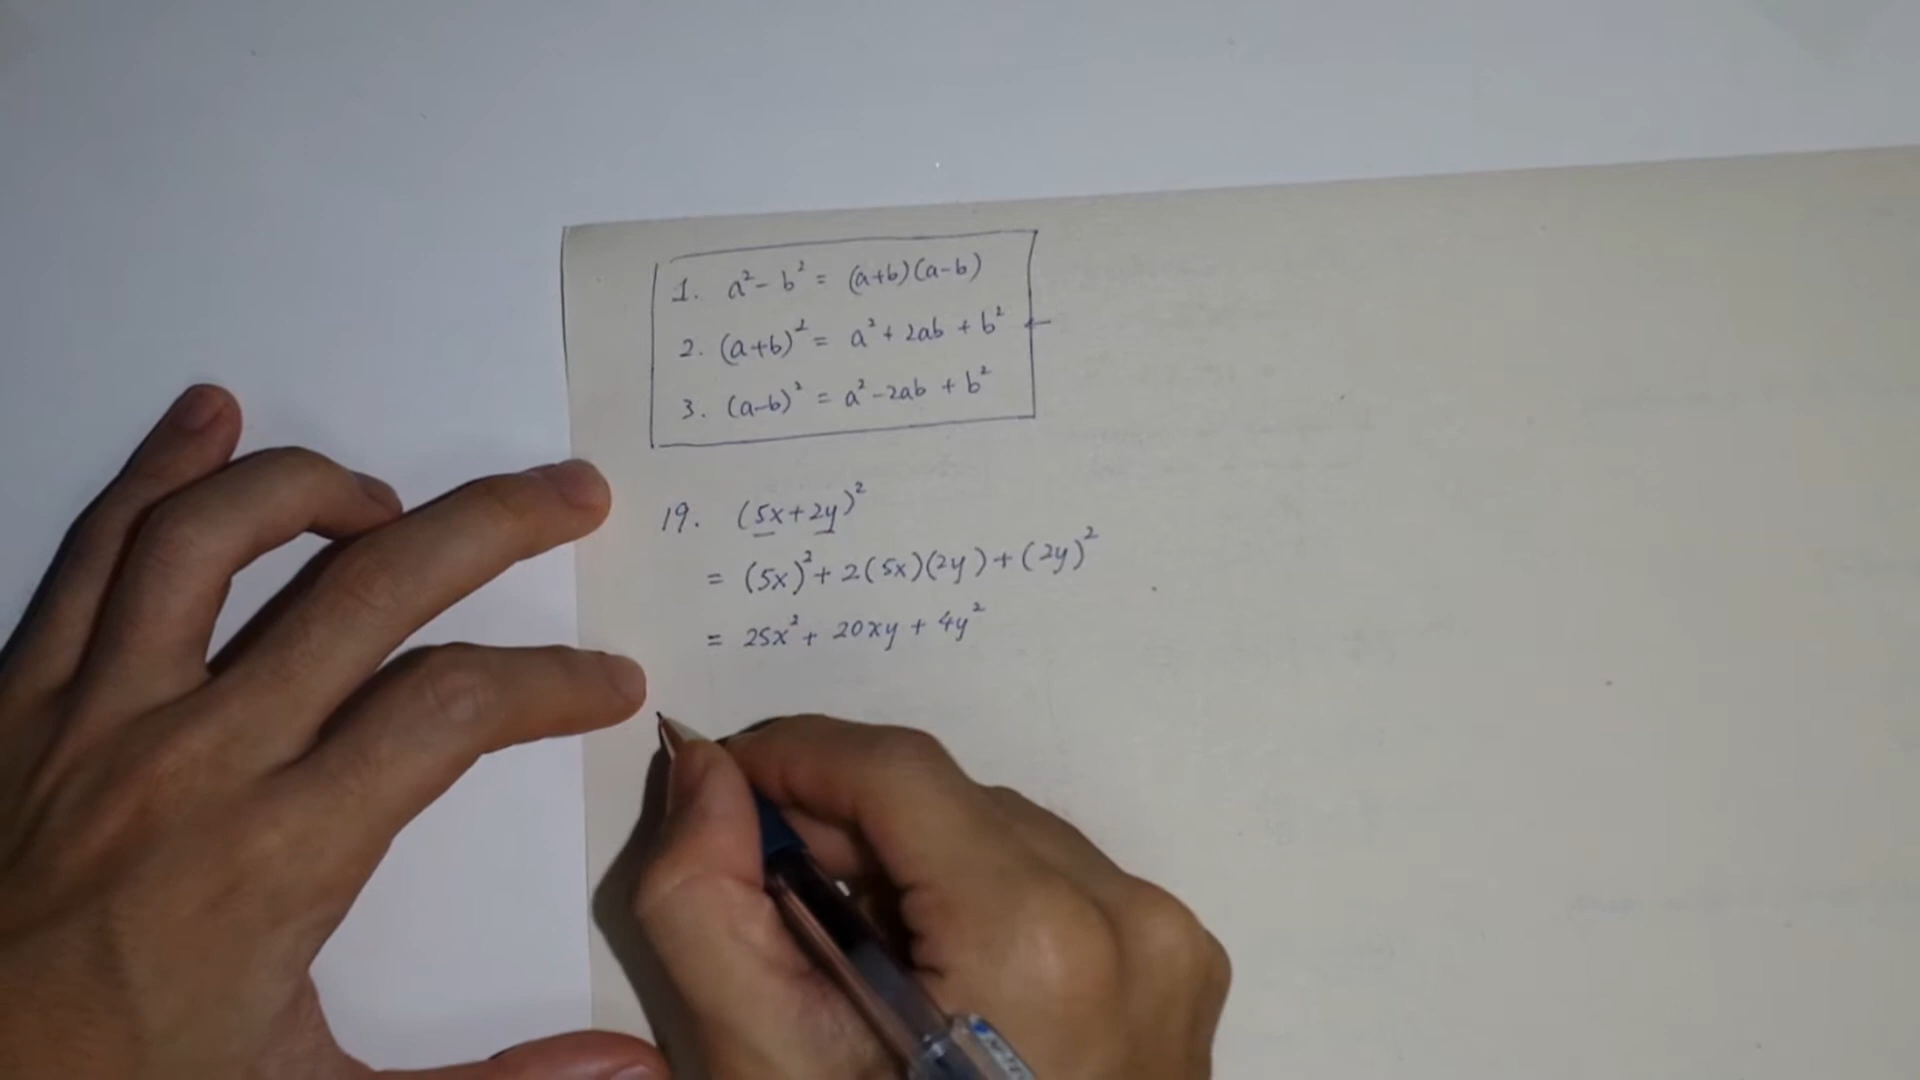 1. a² - b² = (a+b)(a-b)
2. (a+b)² = a² + 2ab + b² ←
3. (a-b)² = a² - 2ab + b²
19. (5x+2y)²
= (5x)² + 2(5x)(2y) + (2y)²
= 25x² + 20xy + 4y²